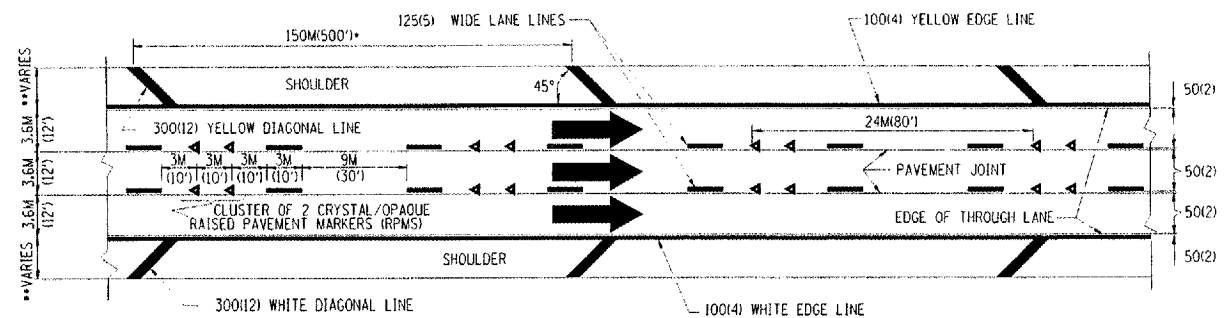 125(5) WIDE LANE LINES
100(4) YELLOW EDGE LINE
150M(500')*
**VARIES
SHOULDER
45°
50(2)
3.6M
(12')
300(12) YELLOW DIAGONAL LINE
24M(80')
3M
(10')
3M
(10')
3M
(10')
3M
(10')
9M
(30')
3.6M
(12')
PAVEMENT JOINT
50(2)
CLUSTER OF 2 CRYSTAL/OPAQUE
RAISED PAVEMENT MARKERS (RPMS)
3.6M
(12')
EDGE OF THROUGH LANE
50(2)
**VARIES
SHOULDER
50(2)
300(12) WHITE DIAGONAL LINE
100(4) WHITE EDGE LINE